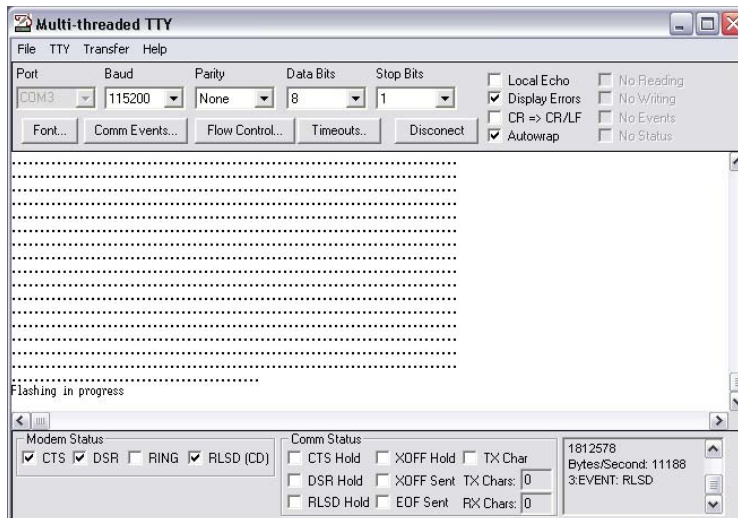 Multi-threaded TTY
File TTY Transfer Help
Port Baud Parity Data Bits Stop Bits
COM3 115200 None 8 1
Local Echo No Reading
Display Errors No Writing
CR => CR/LF No Events
Autowrap No Status
Font... Comm Events... Flow Control... Timeouts.. Disconect
Flashing in progress
Modem Status
CTS DSR RING RLSD (CD)
Comm Status
CTS Hold XOFF Hold TX Char
DSR Hold XOFF Sent TX Chars: 0
RLSD Hold EOF Sent RX Chars: 0
1812578
Bytes/Second: 11188
3:EVENT: RLSD